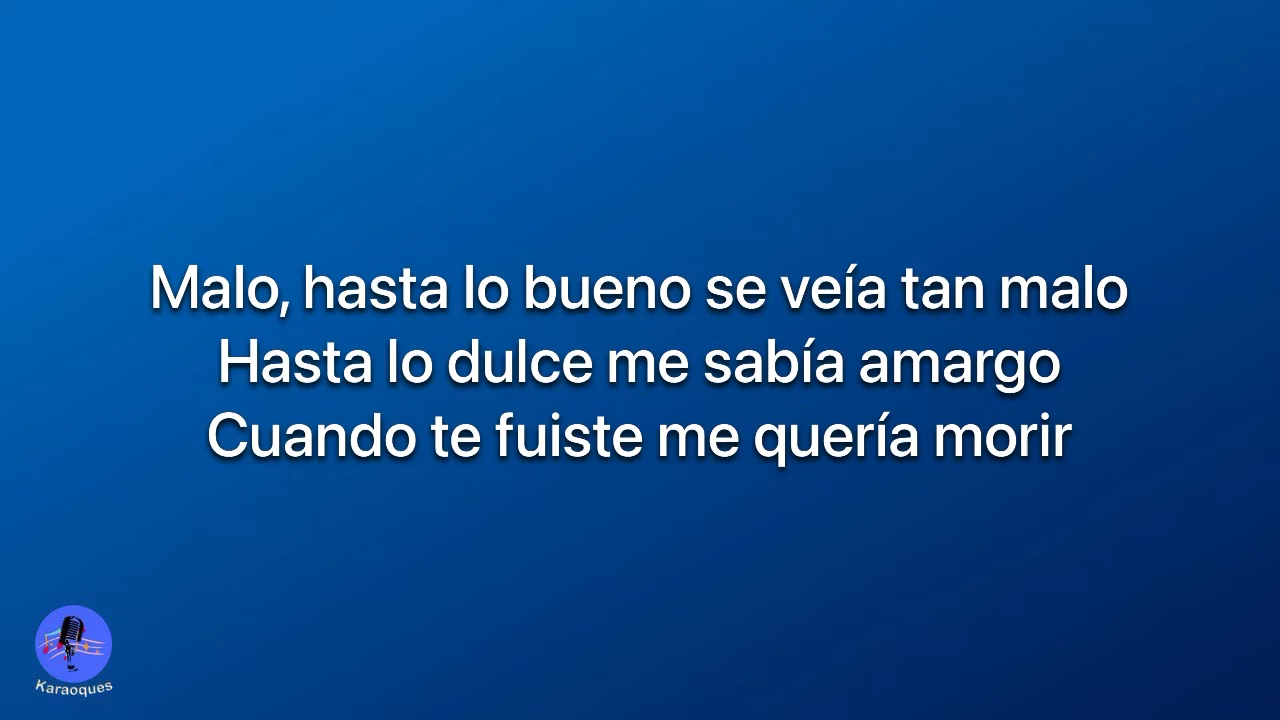 Malo, hasta lo bueno se veía tan malo
Hasta lo dulce me sabía amargo
Cuando te fuiste me quería morir
Karaoques